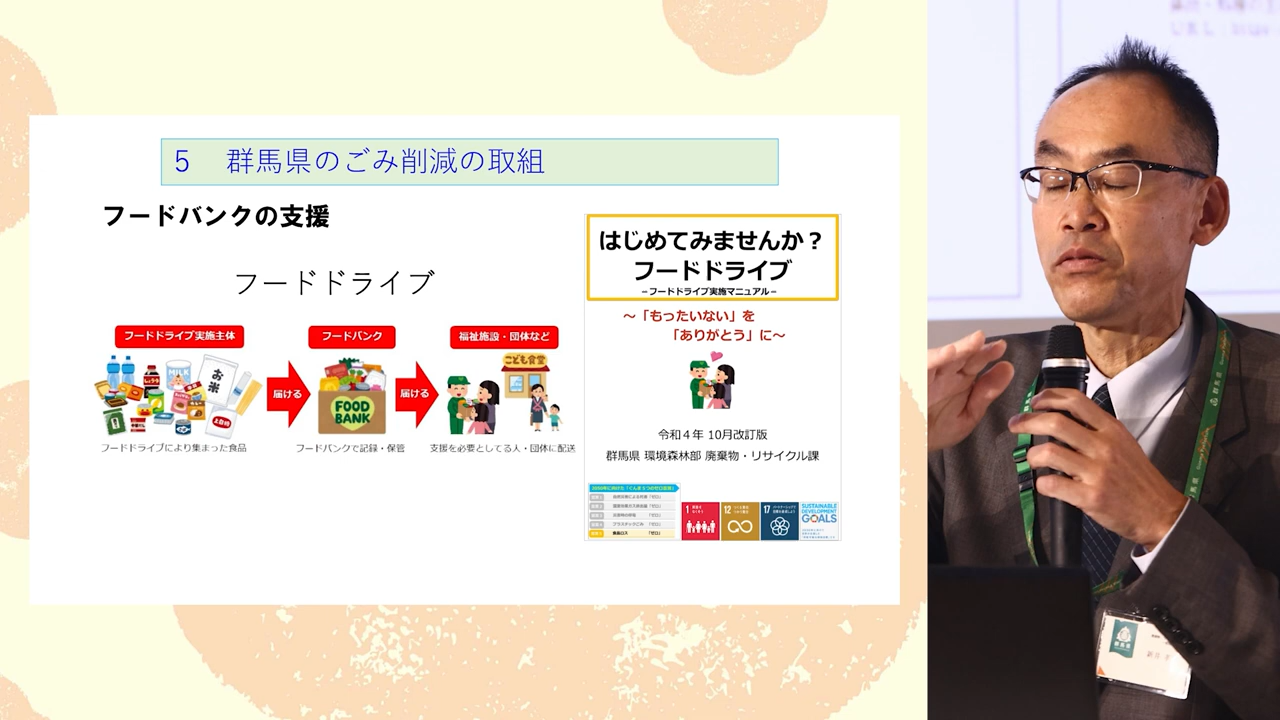 5 群馬県のごみ削減の取組
フードバンクの支援
フードドライブ
フードドライブ実施主体
フードバンク
福祉施設・団体など
MILK
お米
届ける
FOOD
BANK
届ける
こども食堂
フードドライブにより集まった食品
フードバンクで記録・保管
支援を必要としてる人・団体に配送
はじめてみませんか？
フードドライブ
－フードドライブ実施マニュアル－
～「もったいない」を
「ありがとう」に～
令和４年 10月改訂版
群馬県 環境森林部 廃棄物・リサイクル課
1
12
17
SUSTAINABLE
DEVELOPMENT
GOALS
群馬県
群馬県